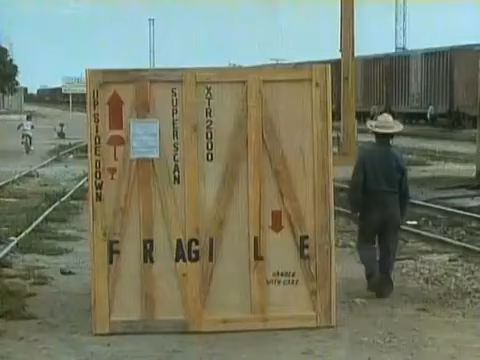 UPSIDE DOWN
SUPERSCAN
XTR2000
FRAGILE
HANDLE
WITH CARE